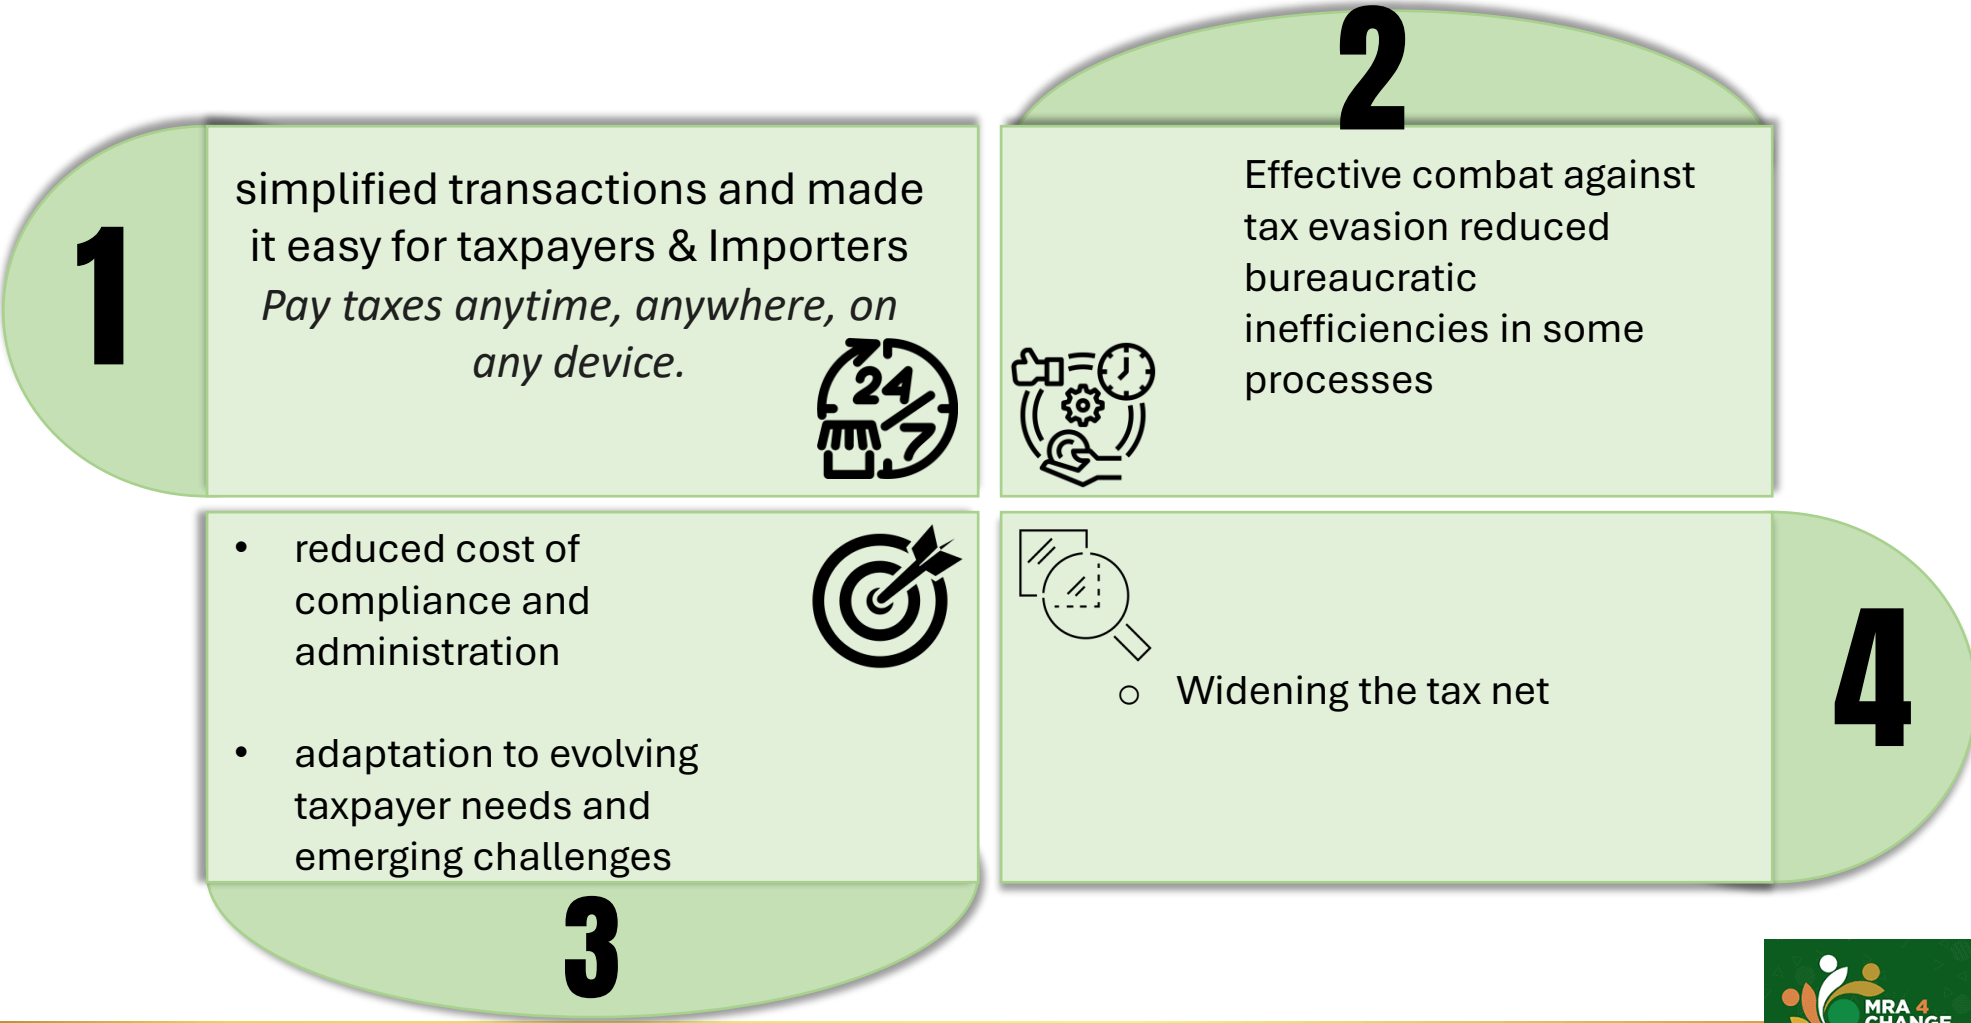 1
simplified transactions and made
it easy for taxpayers & Importers
Pay taxes anytime, anywhere, on
any device.
24
7
2
Effective combat against
tax evasion reduced
bureaucratic
inefficiencies in some
processes
• reduced cost of
compliance and
administration
• adaptation to evolving
taxpayer needs and
emerging challenges
3
○ Widening the tax net
4
MRA 4
CHANGE